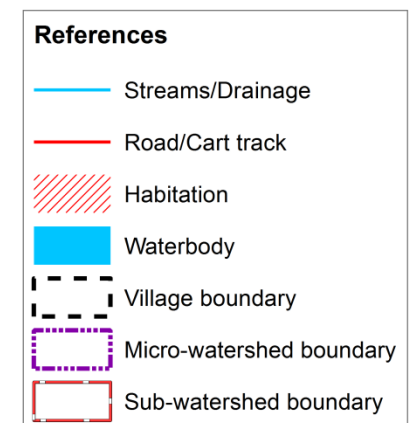 References
Streams/Drainage
Road/Cart track
Habitation
Waterbody
Village boundary
Micro-watershed boundary
Sub-watershed boundary